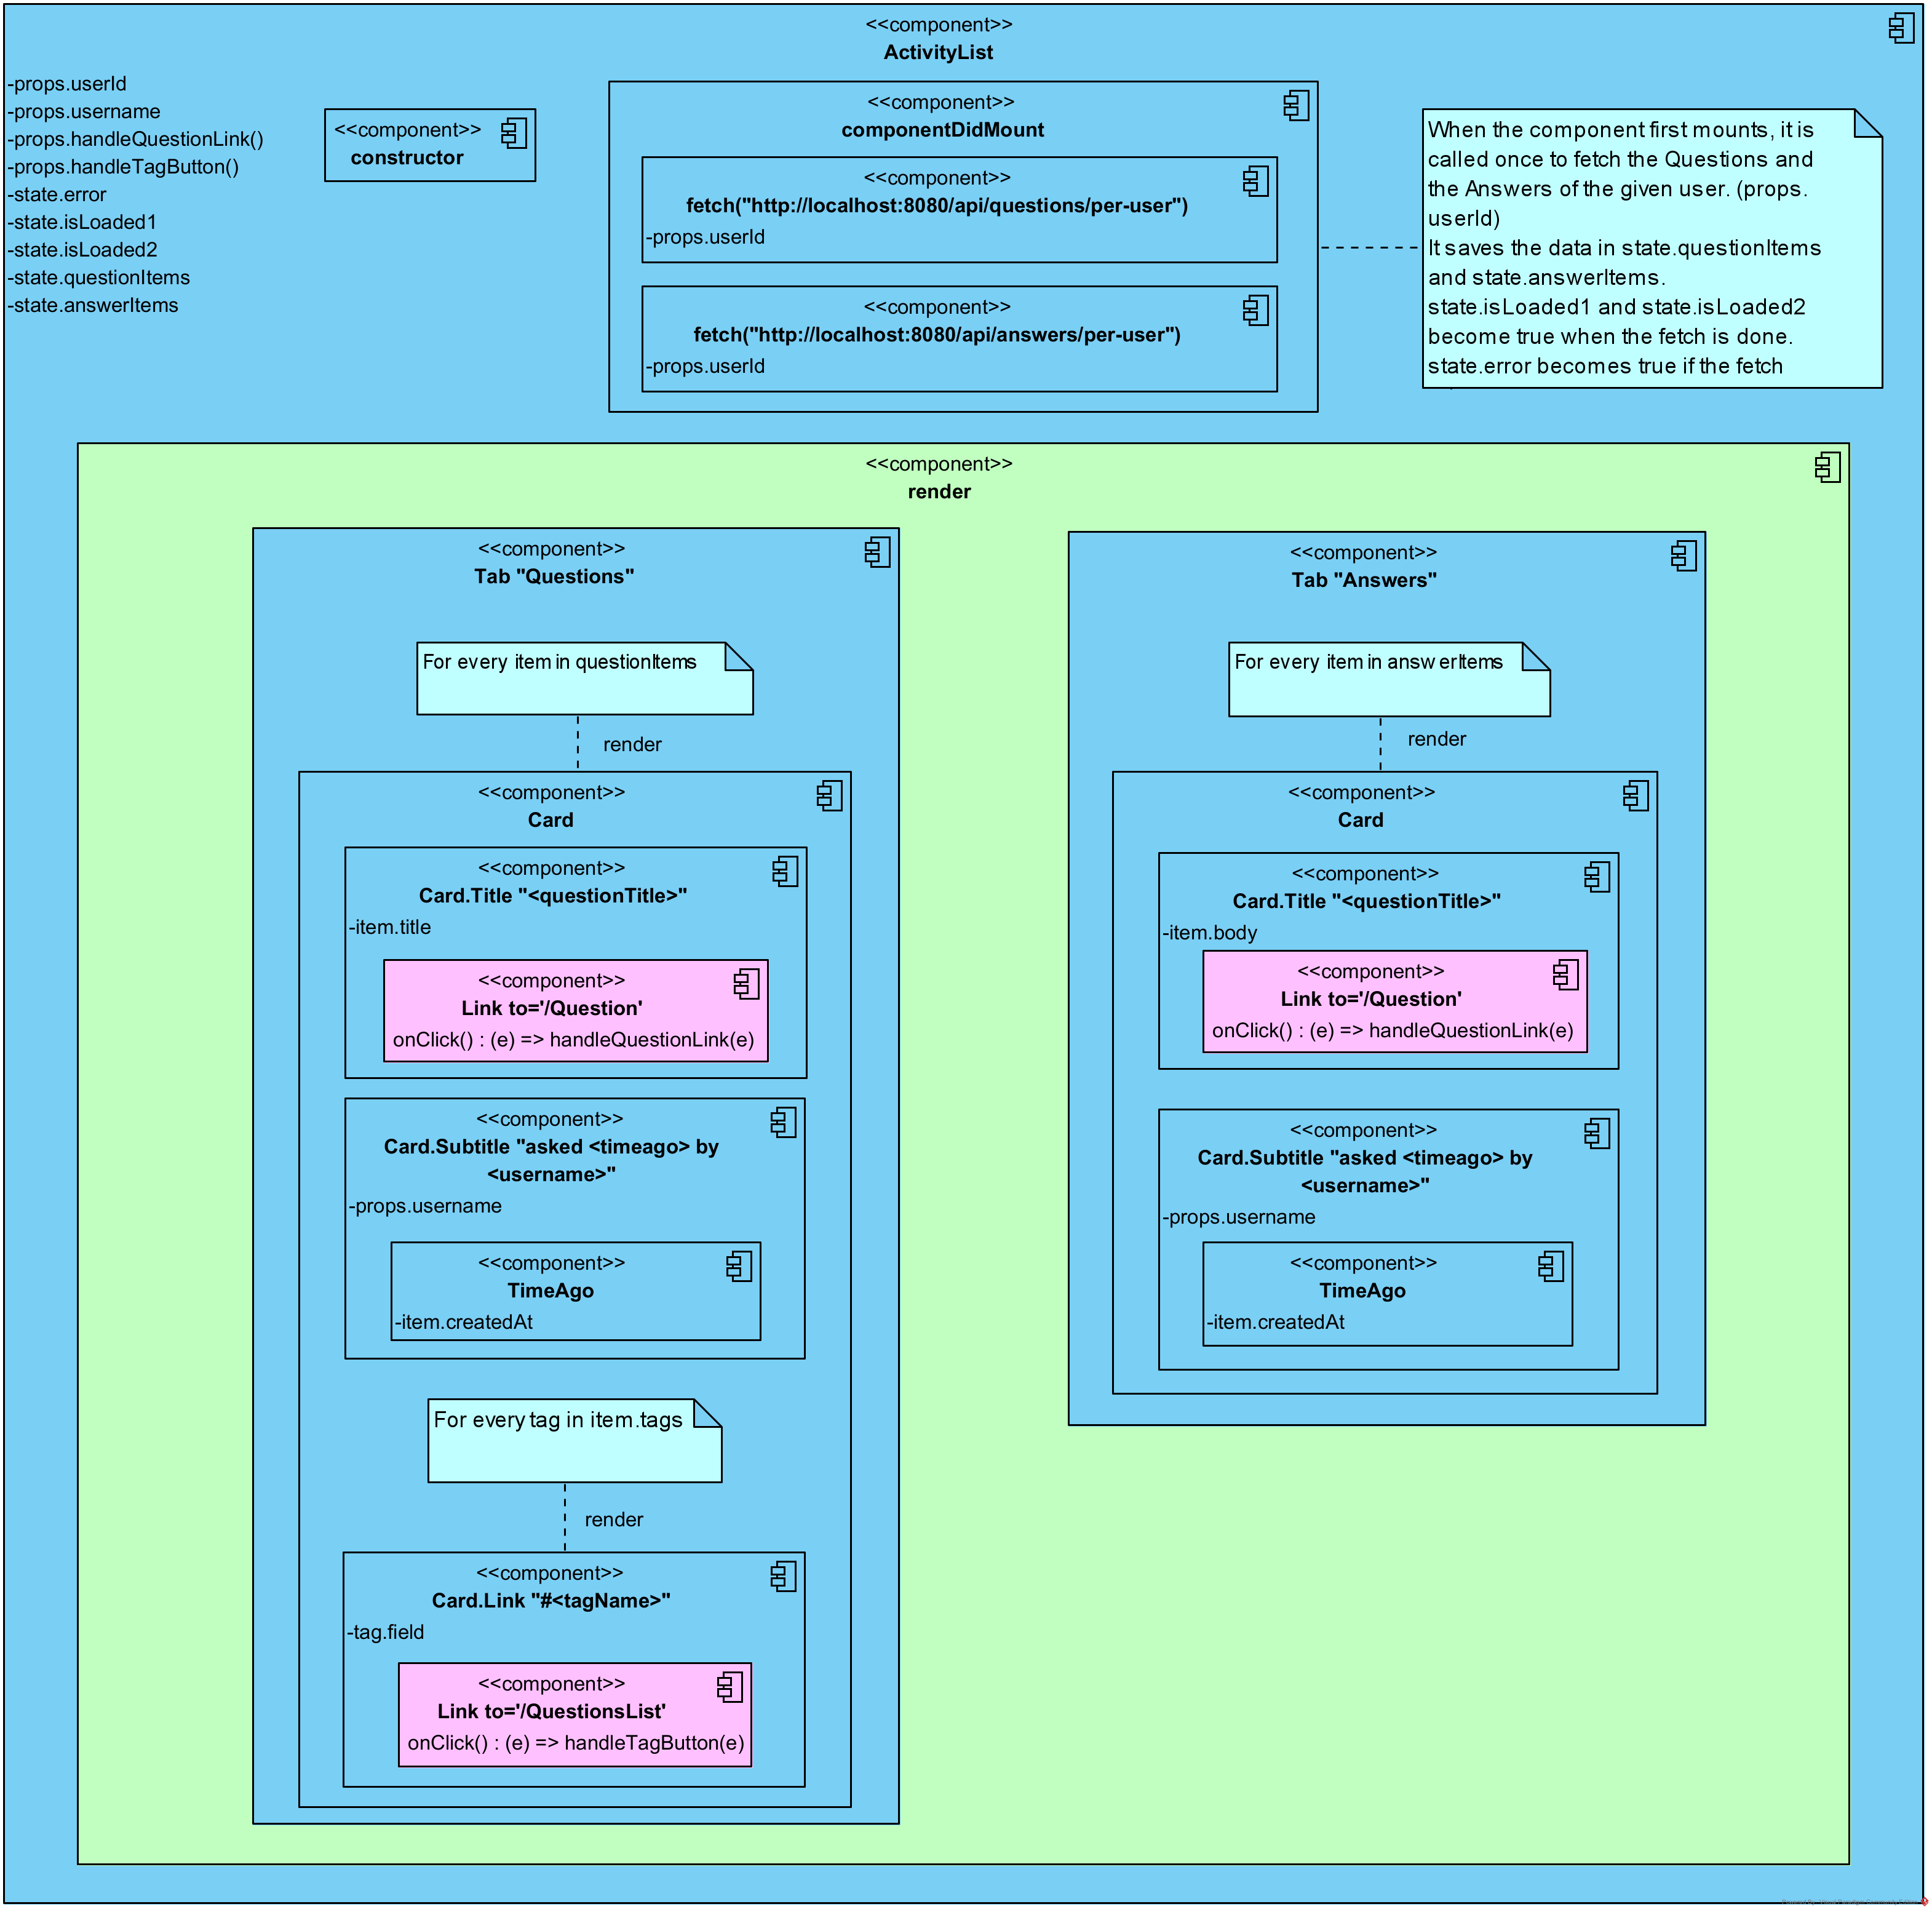 <<component>>
ActivityList
-props.userId
-props.username
-props.handleQuestionLink()
-props.handleTagButton()
-state.error
-state.isLoaded1
-state.isLoaded2
-state.questionItems
-state.answerItems
<<component>>
constructor
<<component>>
componentDidMount
<<component>>
fetch("http://localhost:8080/api/questions/per-user")
-props.userId
<<component>>
fetch("http://localhost:8080/api/answers/per-user")
-props.userId
When the component first mounts, it is
called once to fetch the Questions and
the Answers of the given user. (props.
userId)
It saves the data in state.questionItems
and state.answerItems.
state.isLoaded1 and state.isLoaded2
become true when the fetch is done.
state.error becomes true if the fetch
<<component>>
render
<<component>>
Tab "Questions"
For every item in questionItems
render
<<component>>
Card
<<component>>
Card.Title "<questionTitle>"
-item.title
<<component>>
Link to='/Question'
onClick() : (e) => handleQuestionLink(e)
<<component>>
Card.Subtitle "asked <timeago> by
<username>"
-props.username
<<component>>
TimeAgo
-item.createdAt
For every tag in item.tags
render
<<component>>
Card.Link "#<tagName>"
-tag.field
<<component>>
Link to='/QuestionsList'
onClick() : (e) => handleTagButton(e)
<<component>>
Tab "Answers"
For every item in answerItems
render
<<component>>
Card
<<component>>
Card.Title "<questionTitle>"
-item.body
<<component>>
Link to='/Question'
onClick() : (e) => handleQuestionLink(e)
<<component>>
Card.Subtitle "asked <timeago> by
<username>"
-props.username
<<component>>
TimeAgo
-item.createdAt
Powered By Visual Paradigm Community Edition